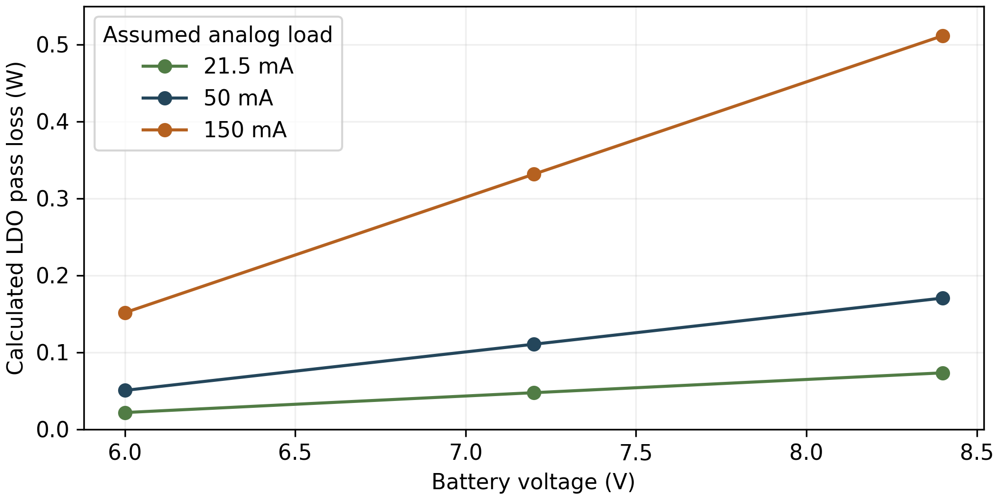 Assumed analog load
21.5 mA
50 mA
150 mA
Calculated LDO pass loss (W)
0.5
0.4
0.3
0.2
0.1
0.0
6.0 6.5 7.0 7.5 8.0 8.5
Battery voltage (V)